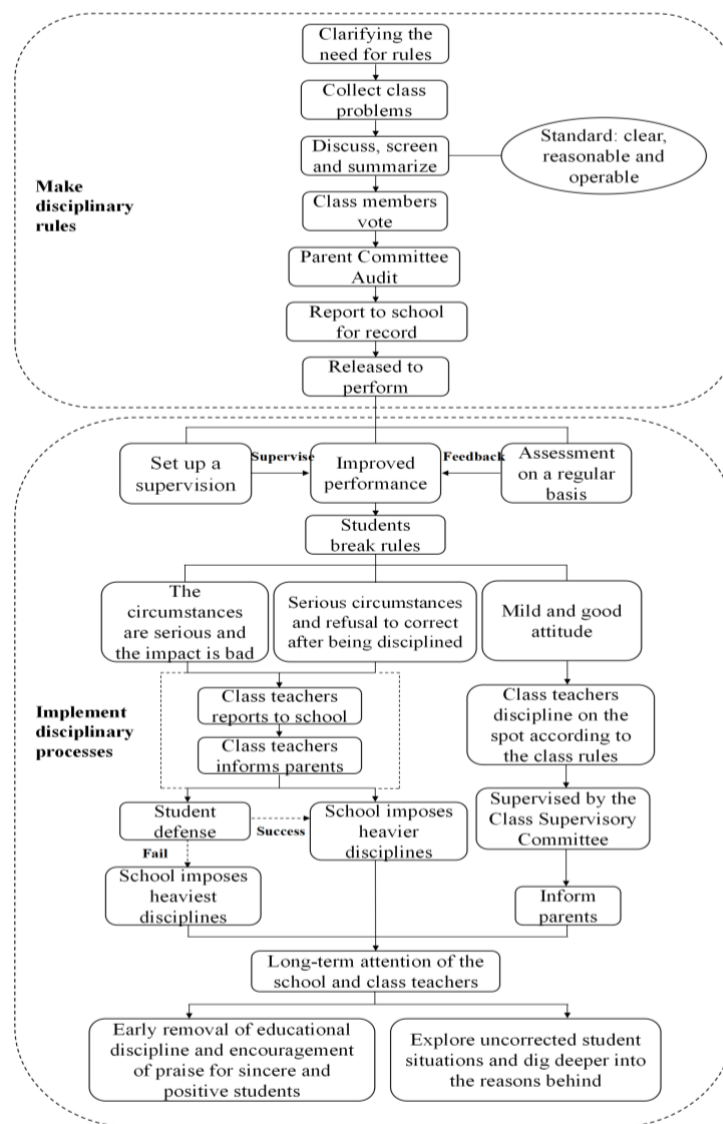 Clarifying the
need for rules
Collect class
problems
Discuss, screen
and summarize
Standard: clear,
reasonable and
operable
Make
disciplinary
rules
Class members
vote
Parent Committee
Audit
Report to school
for record
Released to
perform
Set up a
supervision
Supervise
Improved
performance
Feedback
Assessment
on a regular
basis
Students
break rules
The
circumstances
are serious and
the impact is bad
Serious circumstances
and refusal to correct
after being disciplined
Mild and good
attitude
Implement
disciplinary
processes
Class teachers
reports to school
Class teachers
informs parents
Class teachers
discipline on the
spot according to
the class rules
Student
defense
Success
Fail
School imposes
heavier
disciplines
Supervised by the
Class Supervisory
Committee
School imposes
heaviest
disciplines
Inform
parents
Long-term attention of the
school and class teachers
Early removal of educational
discipline and encouragement
of praise for sincere and
positive students
Explore uncorrected student
situations and dig deeper into
the reasons behind